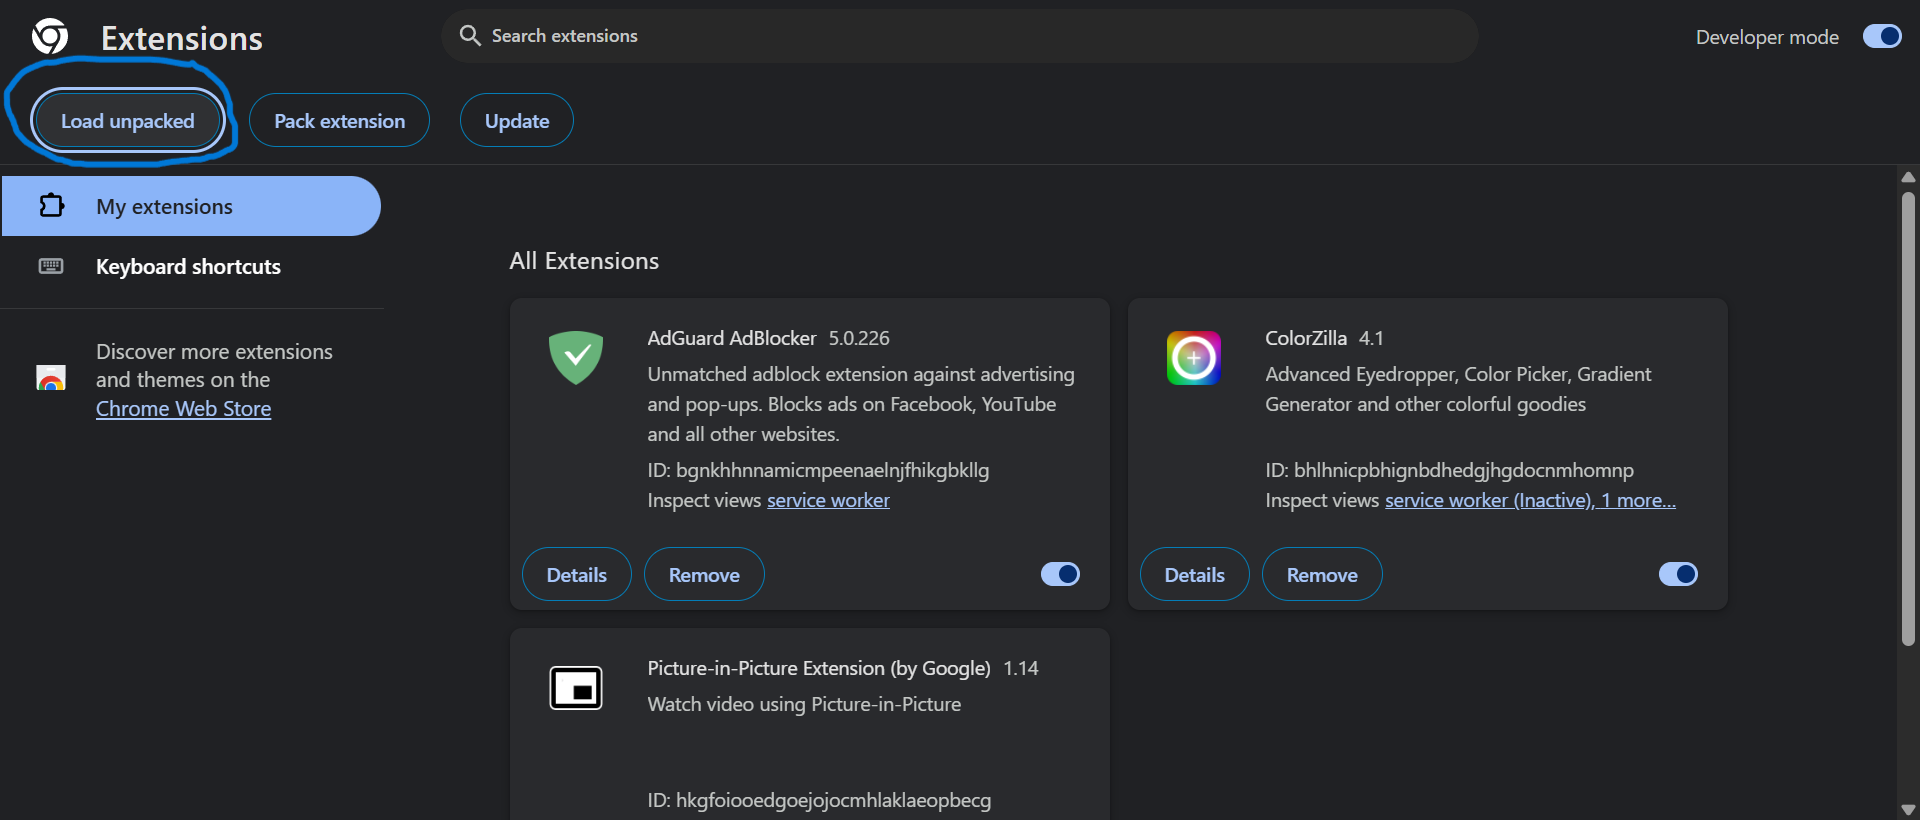 Extensions
Search extensions
Developer mode
Load unpacked
Pack extension
Update
My extensions
Keyboard shortcuts
Discover more extensions
and themes on the
Chrome Web Store
All Extensions
AdGuard AdBlocker 5.0.226
Unmatched adblock extension against advertising
and pop-ups. Blocks ads on Facebook, YouTube
and all other websites.
ID: bgnkhhnnamicmpeenaelnjfhikgbkllg
Inspect views service worker
Details
Remove
ColorZilla 4.1
Advanced Eyedropper, Color Picker, Gradient
Generator and other colorful goodies
ID: bhlhnicpbhignbdhedgjhgdocnmhomnp
Inspect views service worker (Inactive), 1 more...
Details
Remove
Picture-in-Picture Extension (by Google) 1.14
Watch video using Picture-in-Picture
ID: hkgfoiooedgoejojocmhlaklaeopbecg